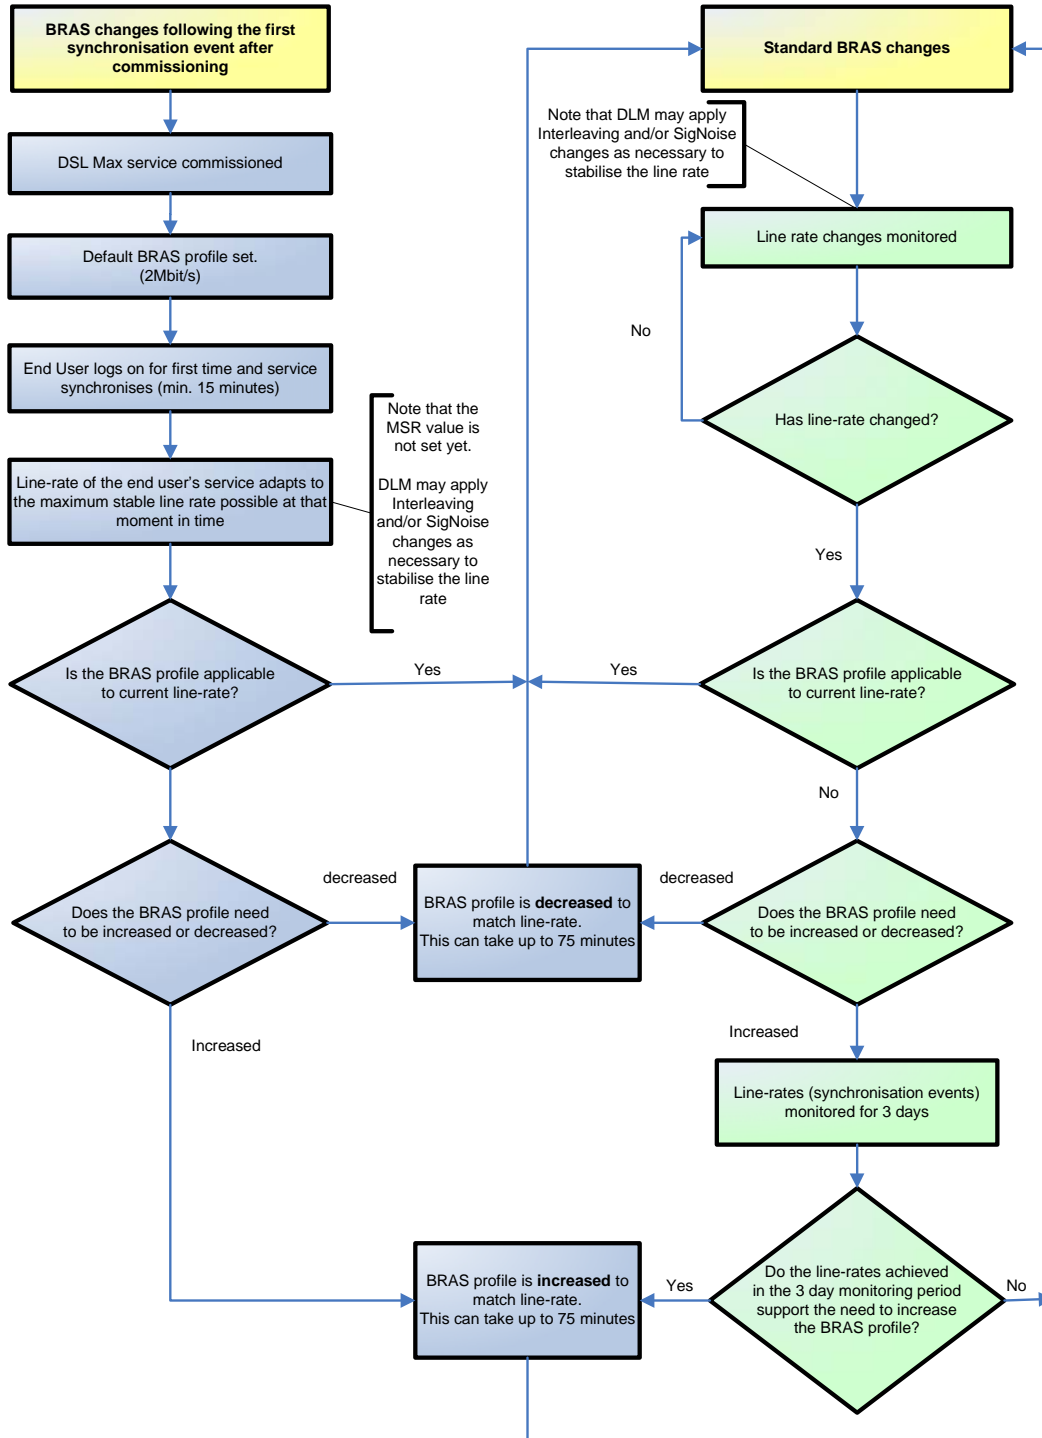 BRAS changes following the first
synchronisation event after
commissioning
DSL Max service commissioned
Default BRAS profile set.
(2Mbit/s)
End User logs on for first time and service
synchronises (min. 15 minutes)
Line-rate of the end user's service adapts to
the maximum stable line rate possible at that
moment in time
Note that the
MSR value is
not set yet.
DLM may apply
Interleaving
and/or SigNoise
changes as
necessary to
stabilise the line
rate
Is the BRAS profile applicable
to current line-rate?
Yes
Does the BRAS profile need
to be increased or decreased?
decreased
Increased
BRAS profile is decreased to
match line-rate.
This can take up to 75 minutes
BRAS profile is increased to
match line-rate.
This can take up to 75 minutes
Standard BRAS changes
Note that DLM may apply
Interleaving and/or SigNoise
changes as necessary to
stabilise the line rate
Line rate changes monitored
No
Has line-rate changed?
Yes
Yes
Is the BRAS profile applicable
to current line-rate?
No
decreased
Does the BRAS profile need
to be increased or decreased?
Increased
Line-rates (synchronisation events)
monitored for 3 days
Yes
Do the line-rates achieved
in the 3 day monitoring period
support the need to increase
the BRAS profile?
No